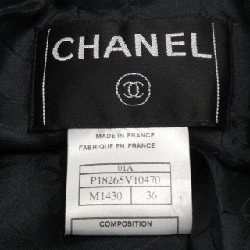 CHANEL
MADE IN FRANCE
FABRIQUE EN FRANCE
01A
P18265V10470
M1430 36
COMPOSITION